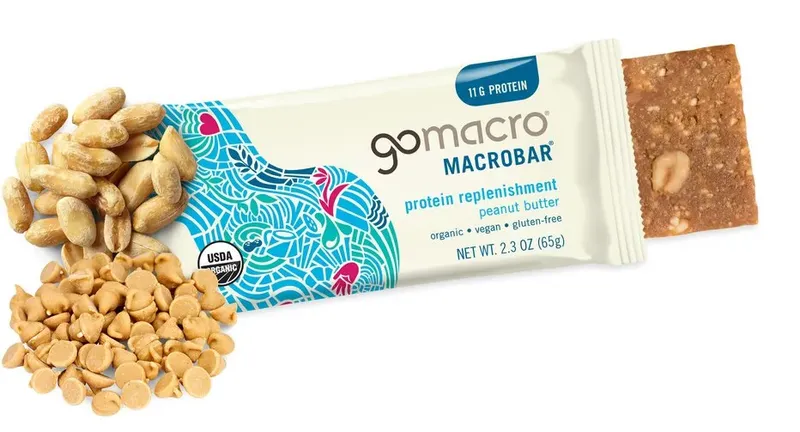 11 G PROTEIN
gomacro®
MACROBAR®
protein replenishment
peanut butter
organic • vegan • gluten-free
NET WT. 2.3 OZ (65g)
USDA
ORGANIC